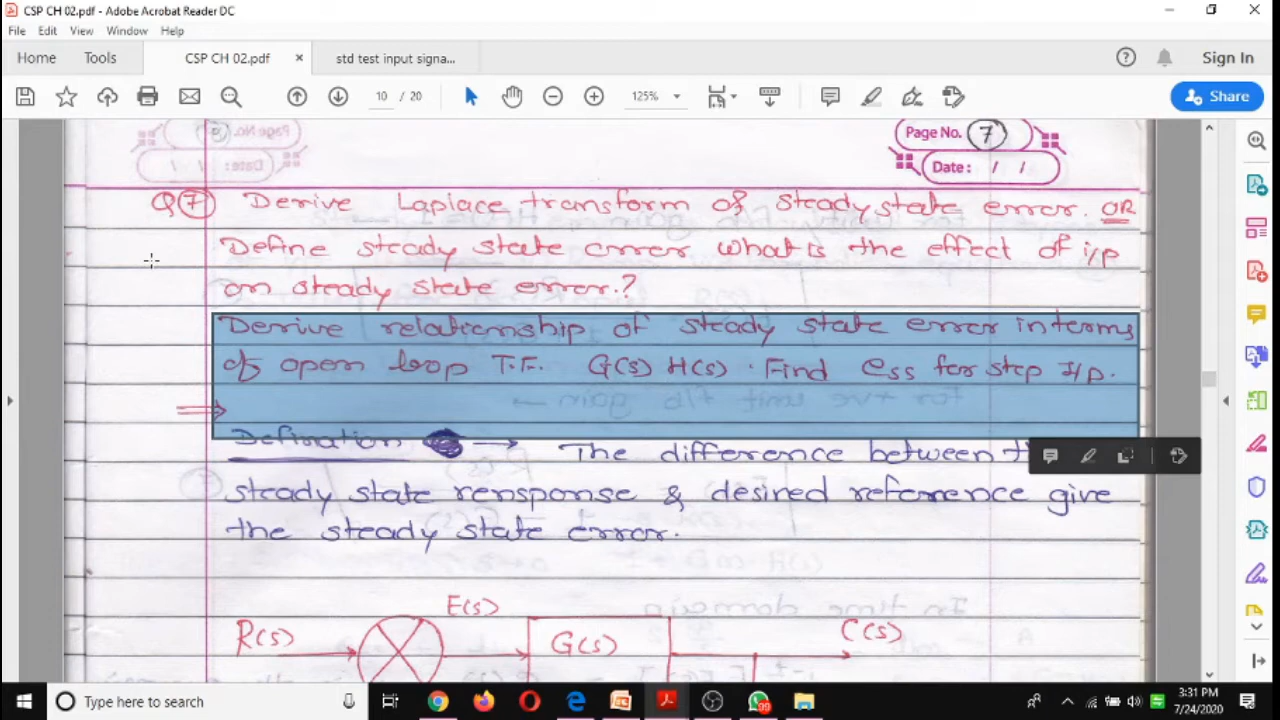 CSP CH 02.pdf - Adobe Acrobat Reader DC
File Edit View Window Help
Home Tools CSP CH 02.pdf × std test input signa... Sign In
10 / 20 125% Share
Page No. 7
Date: / /
Q 7 Derive Laplace transform of steady state error. OR
Define steady state error what is the effect of i/p
on steady state error.?
Derive relationship of steady state error in terms
of open loop T.F. G(s) H(s). Find ess for step I/p.
Defination → The difference between
steady state rensponse & desired reference give
the steady state error.
E(s)
R(s) G(s) C(s)
Type here to search
3:31 PM
7/24/2020